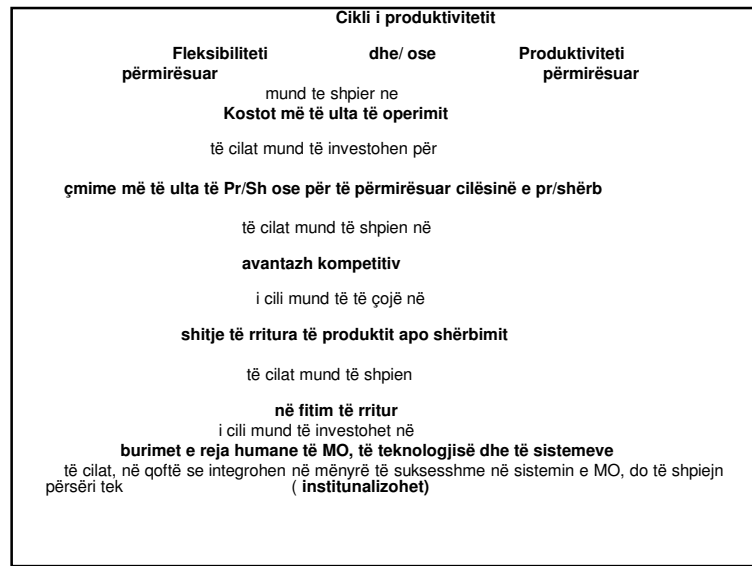 Cikli i produktivitetit
Fleksibiliteti dhe/ ose Produktiviteti
përmirësuar përmirësuar
mund te shpier ne
Kostot më të ulta të operimit
të cilat mund të investohen për
çmime më të ulta të Pr/Sh ose për të përmirësuar cilësinë e pr/shërb
të cilat mund të shpien në
avantazh kompetitiv
i cili mund të të çojë në
shitje të rritura të produktit apo shërbimit
të cilat mund të shpien
në fitim të rritur
i cili mund të investohet në
burimet e reja humane të MO, të teknologjisë dhe të sistemeve
të cilat, në qoftë se integrohen në mënyrë të suksesshme në sistemin e MO, do të shpiejn
përsëri tek ( institunalizohet)